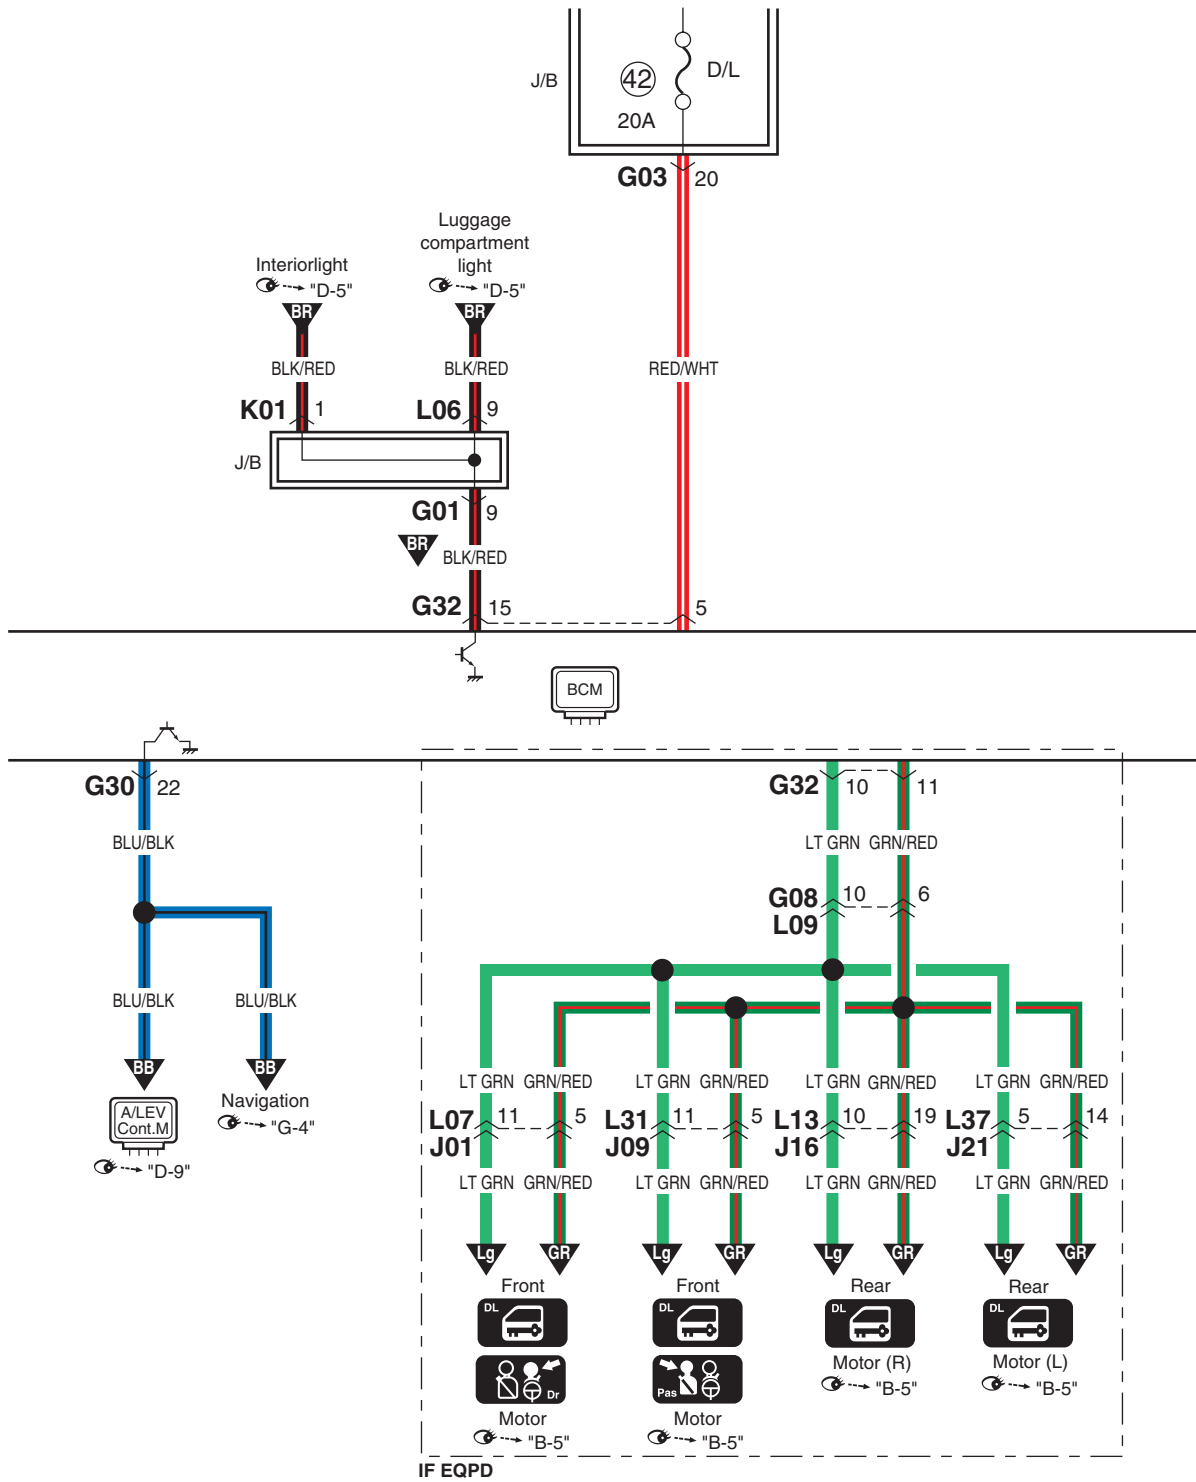 J/B
42
D/L
20A
G03 20
Luggage
compartment
light
"D-5"
Interiorlight
"D-5"
BR
BR
BLK/RED
BLK/RED
RED/WHT
K01 1
L06 9
J/B
G01 9
BR
BLK/RED
G32 15
5
BCM
G30 22
G32 10
11
BLU/BLK
LT GRN
GRN/RED
G08 10
6
L09
BLU/BLK
BLU/BLK
BB
BB
A/LEV
Cont.M
"D-9"
Navigation
"G-4"
LT GRN GRN/RED LT GRN GRN/RED LT GRN GRN/RED LT GRN GRN/RED
L07 11 5 L31 11 5 L13 10 19 L37 5 14
J01 J09 J16 J21
LT GRN GRN/RED LT GRN GRN/RED LT GRN GRN/RED LT GRN GRN/RED
Lg GR Lg GR Lg GR Lg GR
Front
DL
Dr
Motor
"B-5"
Front
DL
Pas
Motor
"B-5"
Rear
DL
Motor (R)
"B-5"
Rear
DL
Motor (L)
"B-5"
IF EQPD